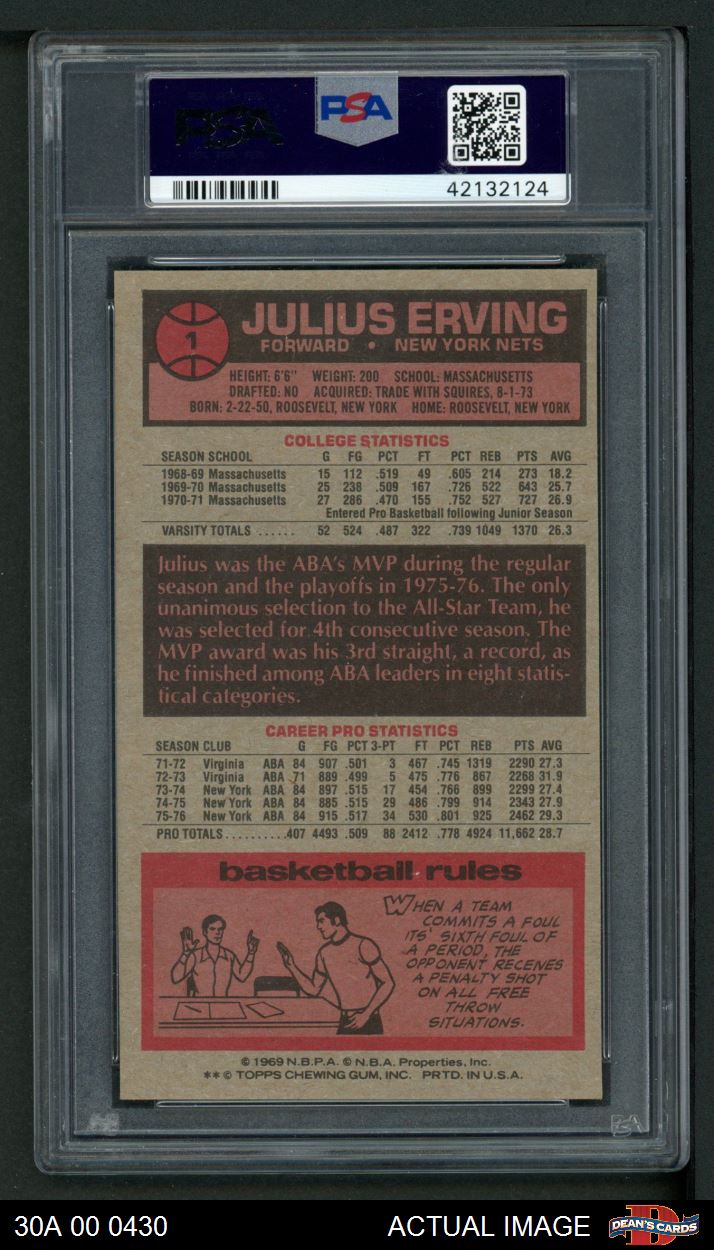 PSA
PSA
42132124
1
JULIUS ERVING
FORWARD • NEW YORK NETS
HEIGHT: 6'6" WEIGHT: 200 SCHOOL: MASSACHUSETTS
DRAFTED: NO ACQUIRED: TRADE WITH SQUIRES, 8-1-73
BORN: 2-22-50, ROOSEVELT, NEW YORK HOME: ROOSEVELT, NEW YORK
COLLEGE STATISTICS
SEASON SCHOOL G FG PCT FT PCT REB PTS AVG
1968-69 Massachusetts 15 112 .519 49 .605 214 273 18.2
1969-70 Massachusetts 25 238 .509 167 .726 522 643 25.7
1970-71 Massachusetts 27 286 .470 155 .752 527 727 26.9
Entered Pro Basketball following Junior Season
VARSITY TOTALS ...... 52 524 .487 322 .739 1049 1370 26.3
Julius was the ABA's MVP during the regular
season and the playoffs in 1975-76. The only
unanimous selection to the All-Star Team, he
was selected for 4th consecutive season. The
MVP award was his 3rd straight, a record, as
he finished among ABA leaders in eight statis-
tical categories.
CAREER PRO STATISTICS
SEASON CLUB G FG PCT 3-PT FT PCT REB PTS AVG
71-72 Virginia ABA 84 907 .501 3 467 .745 1319 2290 27.3
72-73 Virginia ABA 71 889 .499 5 475 .776 867 2268 31.9
73-74 New York ABA 84 897 .515 17 454 .766 899 2299 27.4
74-75 New York ABA 84 885 .515 29 486 .799 914 2343 27.9
75-76 New York ABA 84 915 .517 34 530 .801 925 2462 29.3
PRO TOTALS..........407 4493 .509 88 2412 .778 4924 11,662 28.7
basketball rules
WHEN A TEAM
COMMITS A FOUL
ITS' SIXTH FOUL OF
A PERIOD, THE
OPPONENT RECEIVES
A PENALTY SHOT
ON ALL FREE
THROW
SITUATIONS.
© 1969 N.B.P.A. © N.B.A. Properties, Inc.
** © TOPPS CHEWING GUM, INC. PRTD. IN U.S.A.
30A 00 0430 ACTUAL IMAGE DEAN'S CARDS